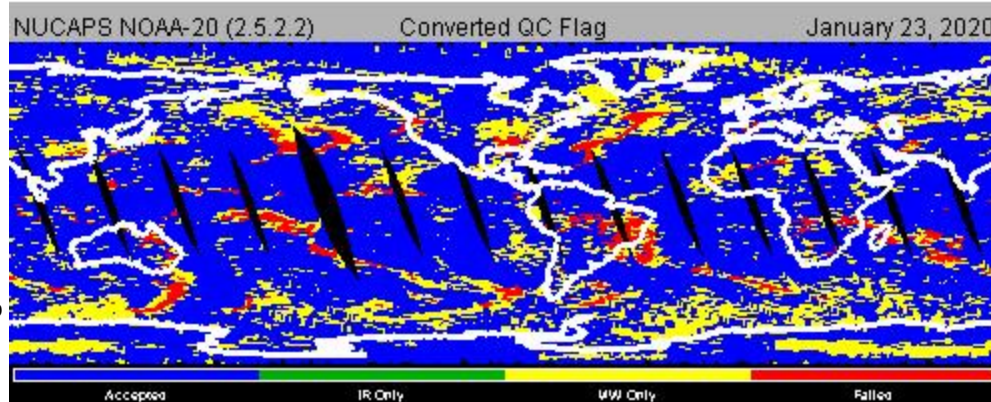 NUCAPS NOAA-20 (2.5.2.2) Converted QC Flag January 23, 2020
Accepted IR Only MW Only Failed